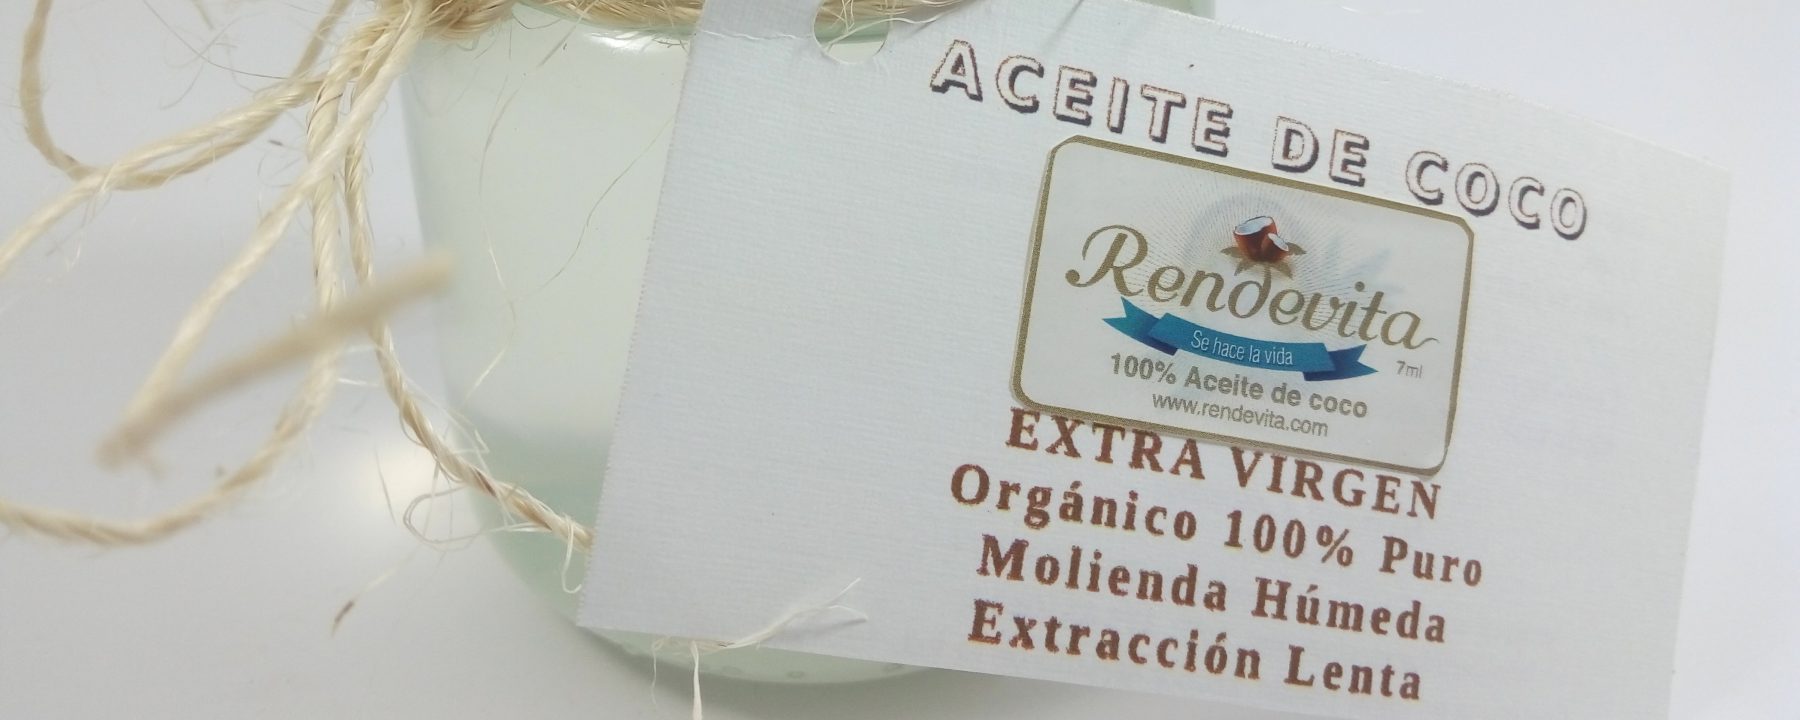 ACEITE DE COCO
Rendevita
Se hace la vida
7ml
100% Aceite de coco
www.rendevita.com
EXTRA VIRGEN
Orgánico 100% Puro
Molienda Húmeda
Extracción Lenta